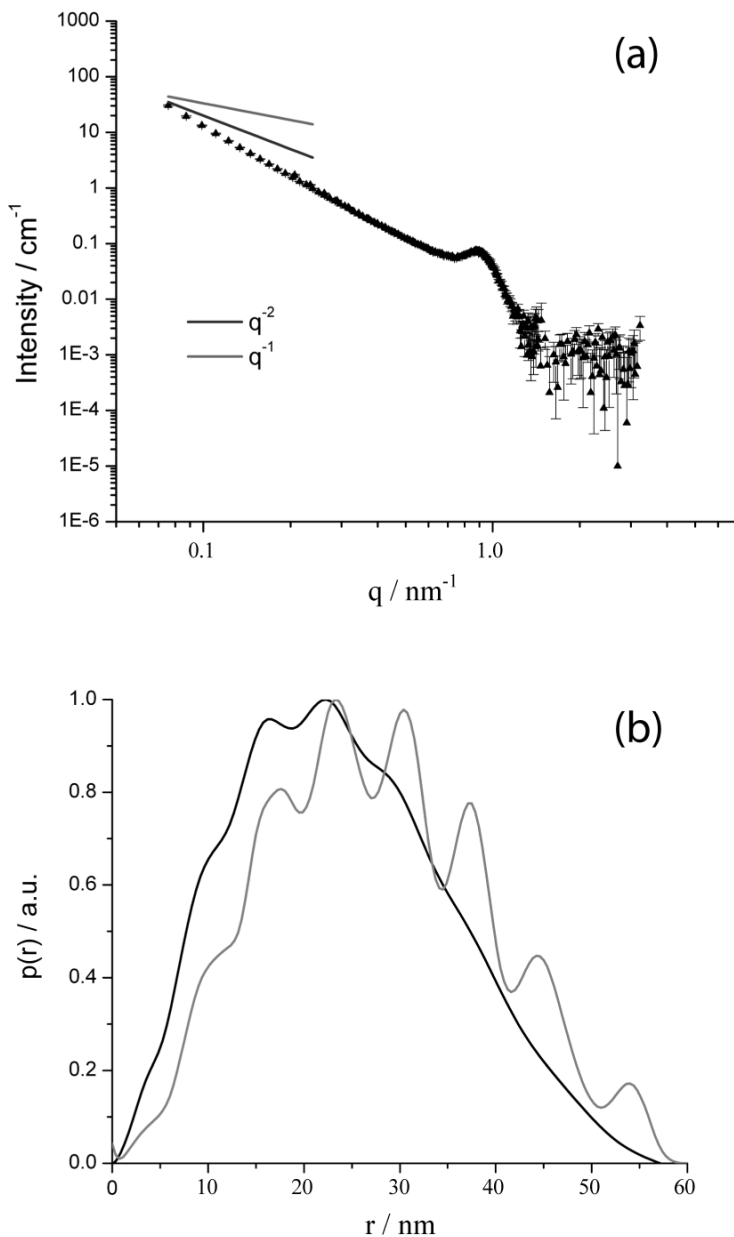 (a)
1000
100
10
1
0.1
0.01
1E-3
1E-4
1E-5
1E-6
Intensity / cm⁻¹
q⁻²
q⁻¹
0.1 1.0
q / nm⁻¹
(b)
1.0
0.8
0.6
0.4
0.2
0.0
p(r) / a.u.
0 10 20 30 40 50 60
r / nm